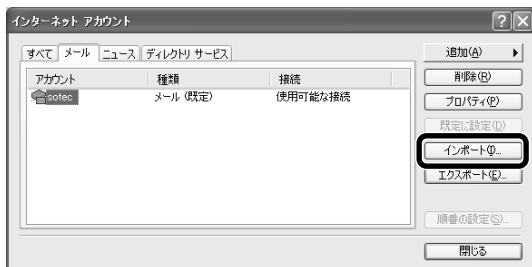 インターネット アカウント
すべて メール ニュース ディレクトリ サービス
アカウント 種類 接続
sotec メール (既定) 使用可能な接続
追加(A)
削除(R)
プロパティ(P)
既定に設定(D)
インポート(I)...
エクスポート(E)...
順番の設定(S)...
閉じる